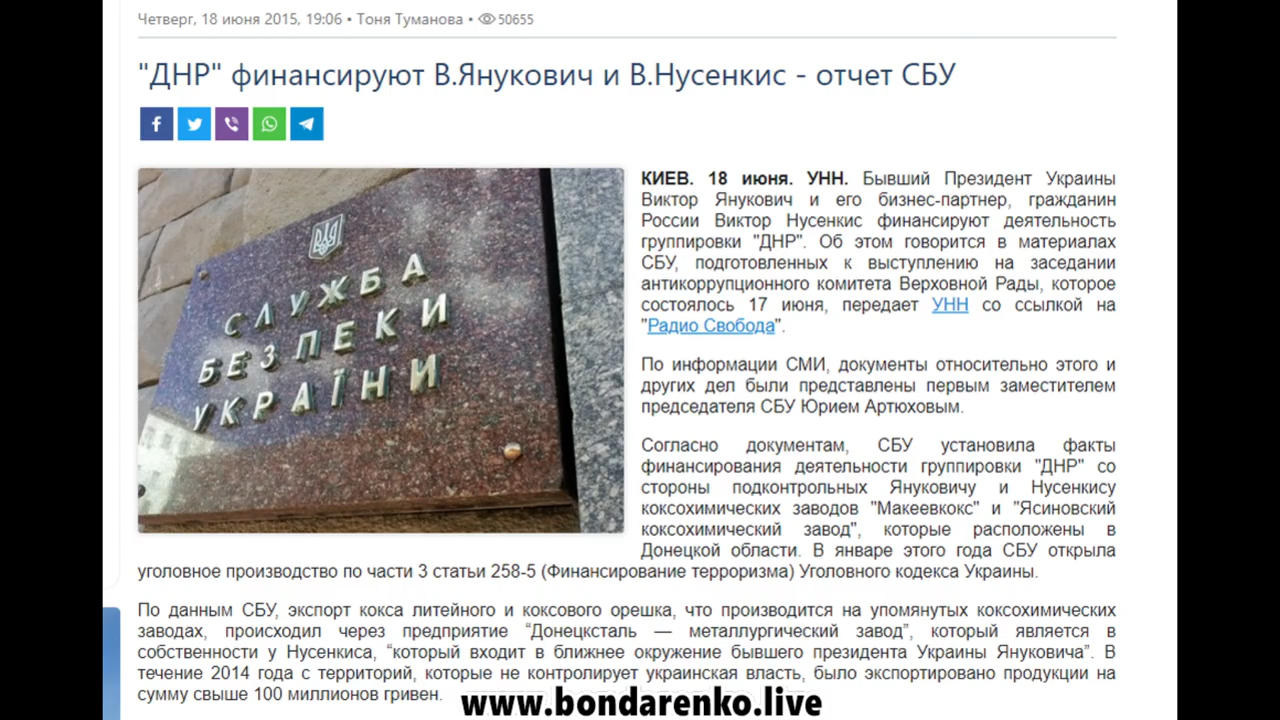 Четверг, 18 июня 2015, 19:06 • Тоня Туманова • 50655
"ДНР" финансируют В.Янукович и В.Нусенкис - отчет СБУ
СЛУЖБА
БЕЗПЕКИ
УКРАЇНИ
КИЕВ. 18 июня. УНН. Бывший Президент Украины
Виктор Янукович и его бизнес-партнер, гражданин
России Виктор Нусенкис финансируют деятельность
группировки "ДНР". Об этом говорится в материалах
СБУ, подготовленных к выступлению на заседании
антикоррупционного комитета Верховной Рады, которое
состоялось 17 июня, передает УНН со ссылкой на
"Радио Свобода".
По информации СМИ, документы относительно этого и
других дел были представлены первым заместителем
председателя СБУ Юрием Артюховым.
Согласно документам, СБУ установила факты
финансирования деятельности группировки "ДНР" со
стороны подконтрольных Януковичу и Нусенкису
коксохимических заводов "Макеевкокс" и "Ясиновский
коксохимический завод", которые расположены в
Донецкой области. В январе этого года СБУ открыла
уголовное производство по части 3 статьи 258-5 (Финансирование терроризма) Уголовного кодекса Украины.
По данным СБУ, экспорт кокса литейного и коксового орешка, что производится на упомянутых коксохимических
заводах, происходил через предприятие “Донецксталь — металлургический завод”, который является в
собственности у Нусенкиса, “который входит в ближнее окружение бывшего президента Украины Януковича”. В
течение 2014 года с территорий, которые не контролирует украинская власть, было экспортировано продукции на
сумму свыше 100 миллионов гривен.
www.bondarenko.live